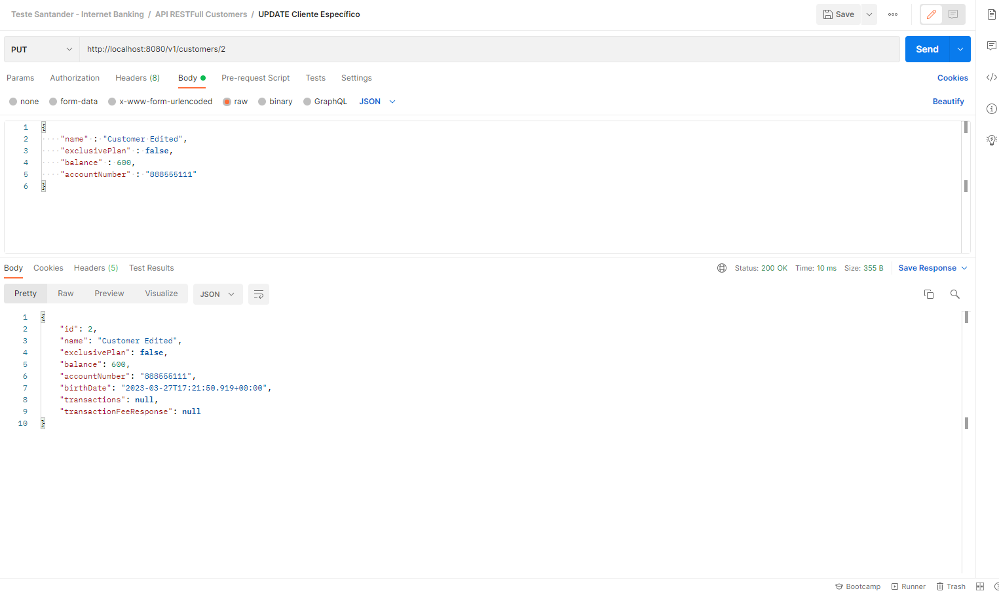 Teste Santander - Internet Banking / API RESTFull Customers / UPDATE Cliente Específico
Save
PUT
http://localhost:8080/v1/customers/2
Send
Params Authorization Headers (8) Body Pre-request Script Tests Settings
Cookies
none form-data x-www-form-urlencoded raw binary GraphQL JSON
Beautify
1 {
2 "name" : "Customer Edited",
3 "exclusivePlan" : false,
4 "balance" : 600,
5 "accountNumber" : "888555111"
6 }
Body Cookies Headers (5) Test Results
Status: 200 OK Time: 10 ms Size: 355 B Save Response
Pretty Raw Preview Visualize JSON
1 {
2 "id": 2,
3 "name": "Customer Edited",
4 "exclusivePlan": false,
5 "balance": 600,
6 "accountNumber": "888555111",
7 "birthDate": "2023-03-27T17:21:50.919+00:00",
8 "transactions": null,
9 "transactionFeeResponse": null
10 }
Bootcamp Runner Trash